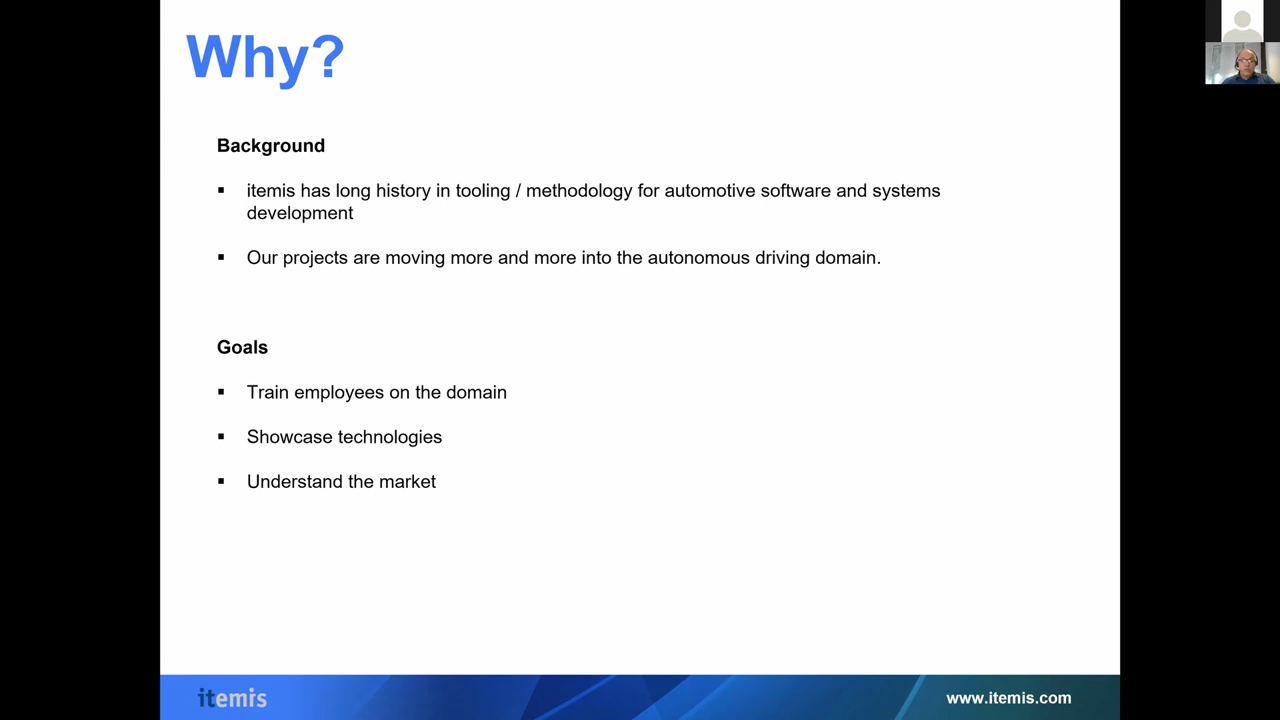 Why?
Background
▪ itemis has long history in tooling / methodology for automotive software and systems
development
▪ Our projects are moving more and more into the autonomous driving domain.
Goals
▪ Train employees on the domain
▪ Showcase technologies
▪ Understand the market
itemis
www.itemis.com